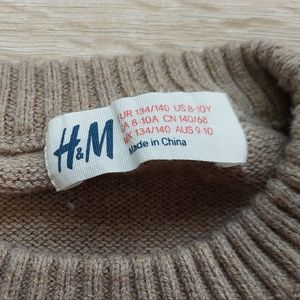 H&M
EUR 134/140 US 8-10Y
CA 8-10A CN 140/68
MX 134/140 AUS 9-10
Made in China